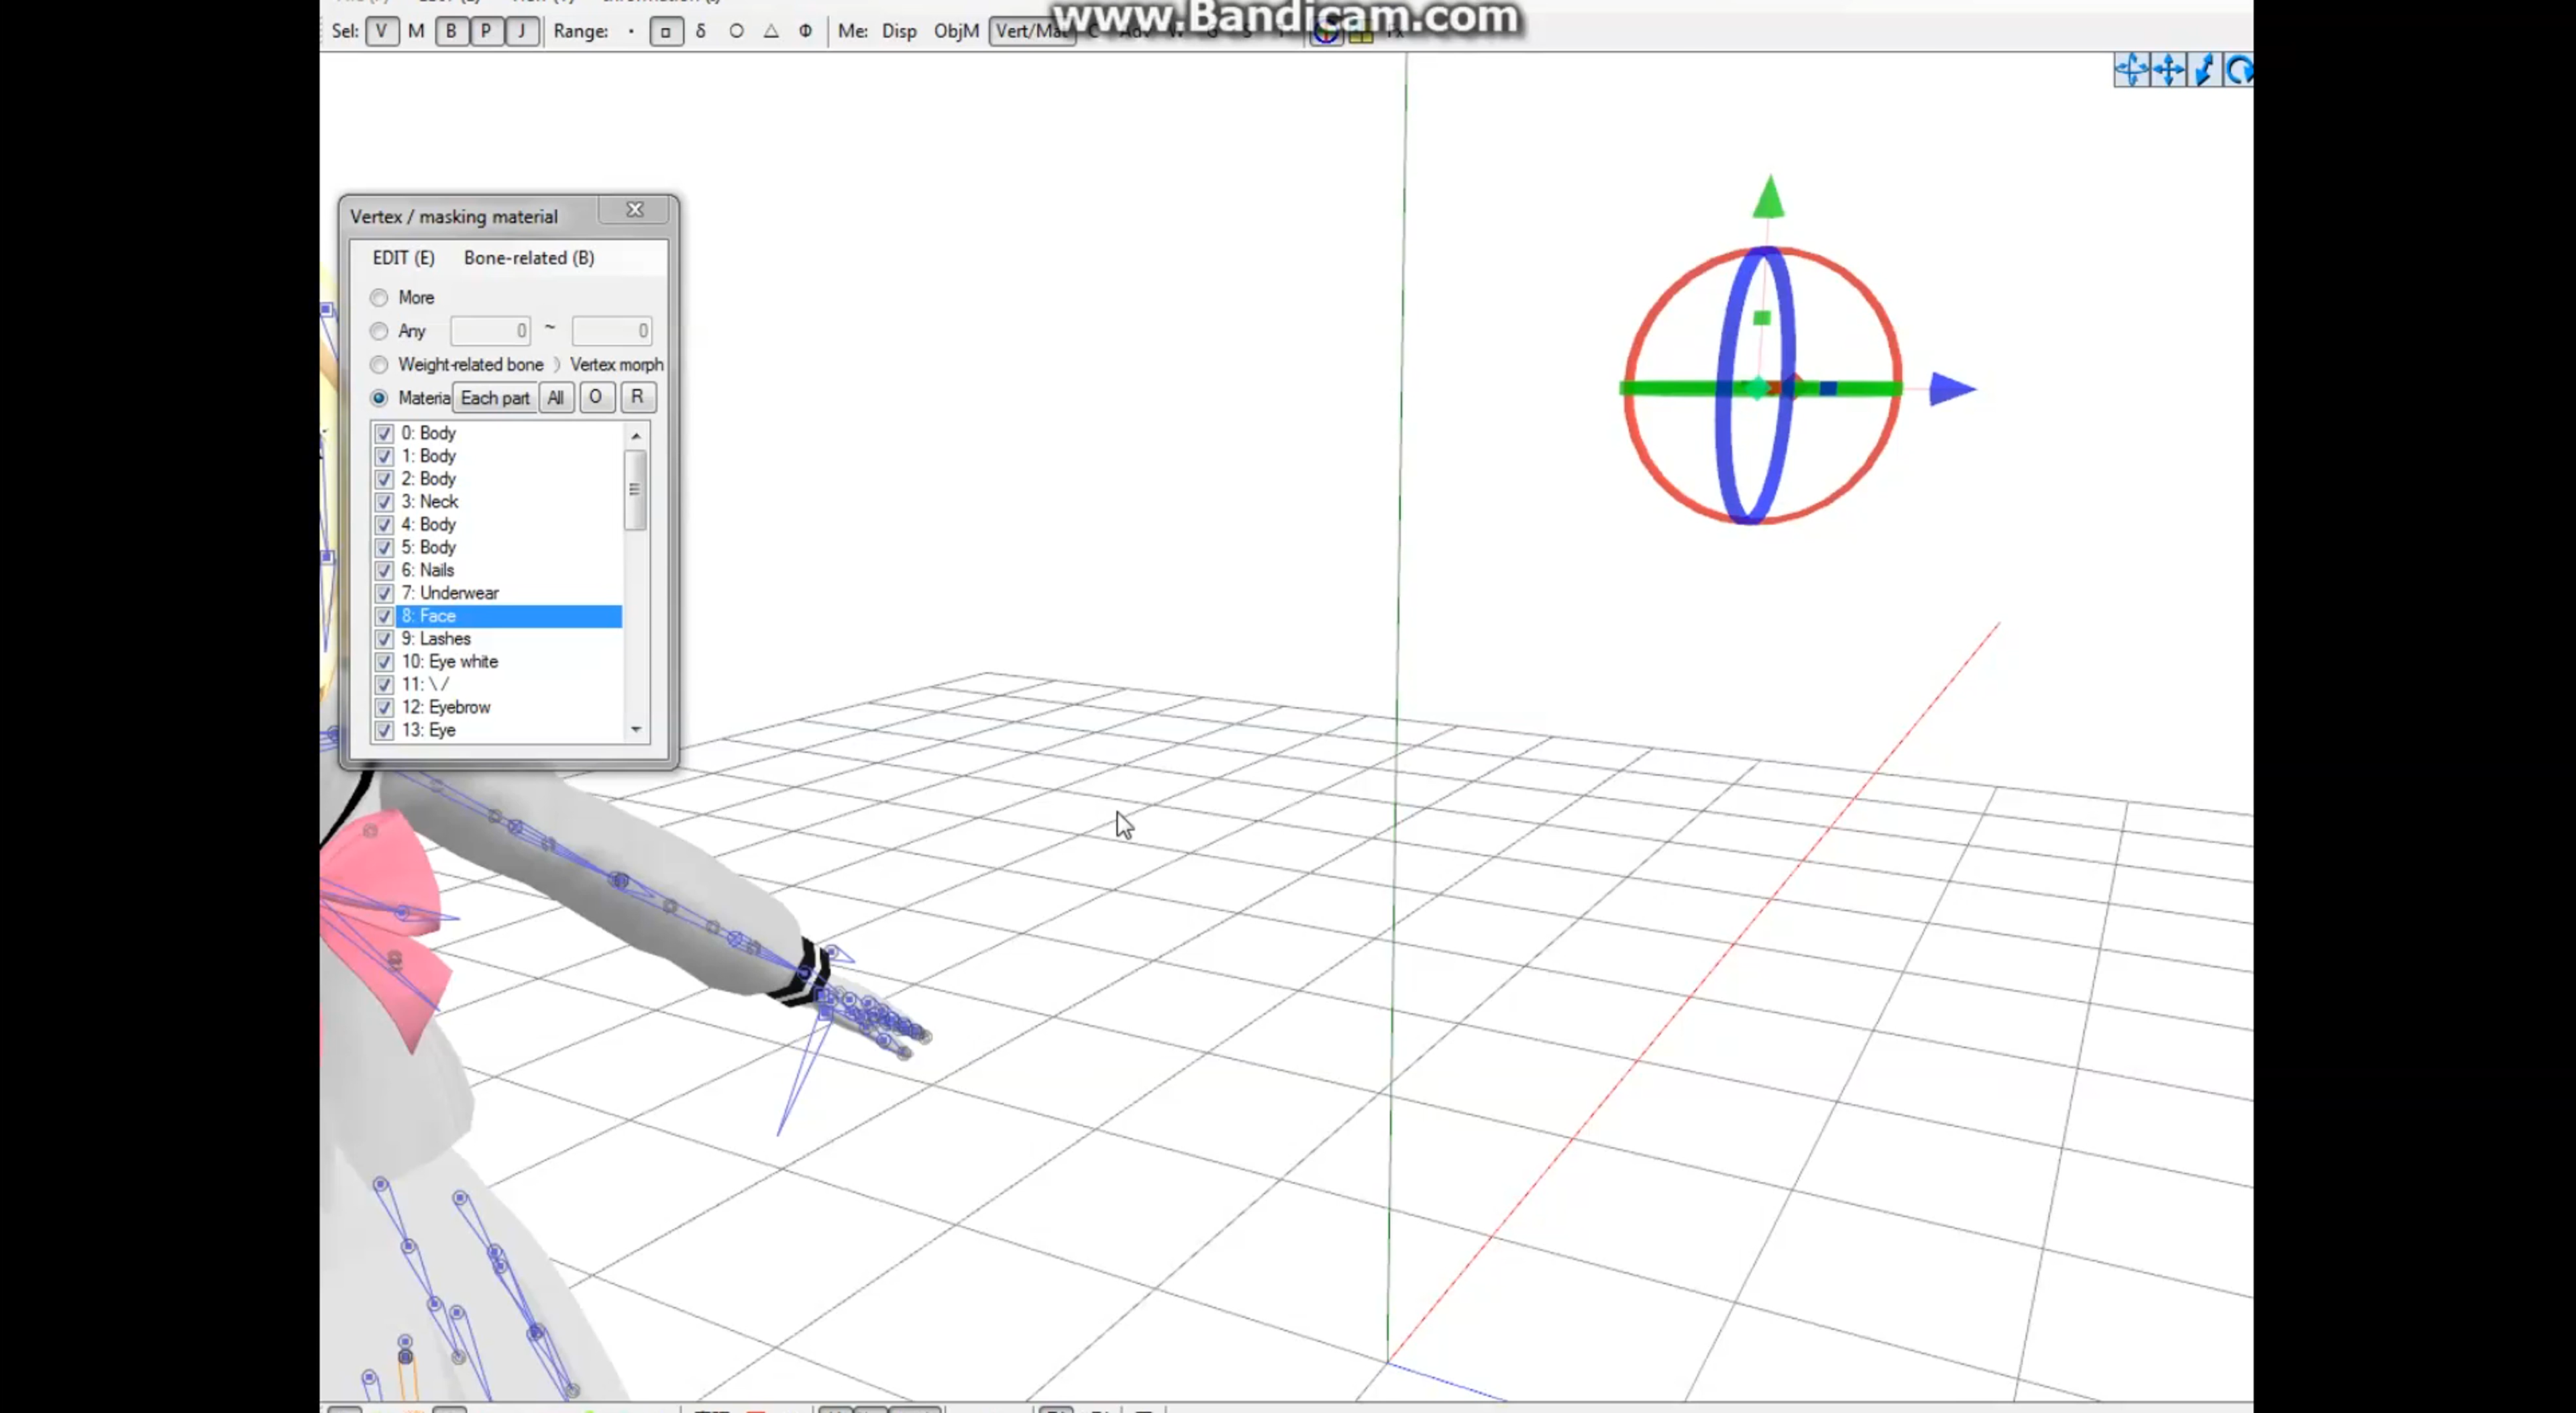 www.Bandicam.com
Sel: V M B P J Range: · □ δ ○ △ Φ Me: Disp ObjM Vert/Mat
Vertex / masking material
EDIT (E) Bone-related (B)
More
Any 0 ~ 0
Weight-related bone Vertex morph
Materia Each part All O R
0: Body
1: Body
2: Body
3: Neck
4: Body
5: Body
6: Nails
7: Underwear
8: Face
9: Lashes
10: Eye white
11: \ /
12: Eyebrow
13: Eye